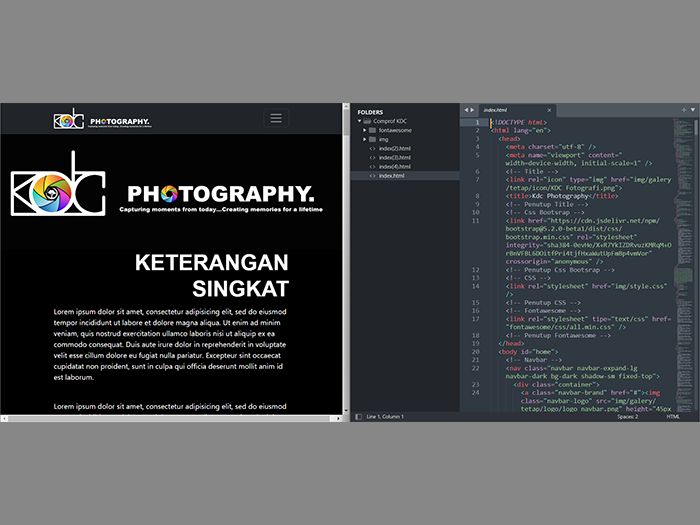 KDC PHOTOGRAPHY.
KDC PHOTOGRAPHY.
Capturing moments from today...Creating memories for a lifetime
KETERANGAN
SINGKAT
Lorem ipsum dolor sit amet, consectetur adipisicing elit, sed do eiusmod
tempor incididunt ut labore et dolore magna aliqua. Ut enim ad minim
veniam, quis nostrud exercitation ullamco laboris nisi ut aliquip ex ea
commodo consequat. Duis aute irure dolor in reprehenderit in voluptate
velit esse cillum dolore eu fugiat nulla pariatur. Excepteur sint occaecat
cupidatat non proident, sunt in culpa qui officia deserunt mollit anim id
est laborum.
Lorem ipsum dolor sit amet, consectetur adipisicing elit, sed do eiusmod
FOLDERS
Comprof KDC
fontawesome
img
index(2).html
index(3).html
index(4).html
index.html
index.html
1 <!DOCTYPE html>
2 <html lang="en">
3 <head>
4 <meta charset="utf-8" />
5 <meta name="viewport" content="
width=device-width, initial-scale=1" />
6 <!-- Title -->
7 <link rel="icon" type="img" href="img/galery
/tetap/icon/KDC Fotografi.png">
8 <title>Kdc Photography</title>
9 <!-- Penutup Title -->
10 <!-- Css Bootsrap -->
11 <link href="https://cdn.jsdelivr.net/npm/
bootstrap@5.2.0-beta1/dist/css/
bootstrap.min.css" rel="stylesheet"
crossorigin="anonymous" />
12 <!-- Penutup Css Bootsrap -->
13 <!-- CSS -->
14 <link rel="stylesheet" href="img/style.css"
/>
15 <!-- Penutup CSS -->
16 <!-- Fontawesome -->
17 <link rel="stylesheet" tipe="text/css" href=
"fontawesome/css/all.min.css" />
18 <!-- Penutup Fontawesome -->
19 </head>
20 <body id="home">
21 <!-- Navbar -->
22 <nav class="navbar navbar-expand-lg
navbar-dark bg-dark shadow-sm fixed-top">
23 <div class="container">
24 <a class="navbar-brand" href="#"><img
class="navbar-logo" src="img/galery/
tetap/logo/logo navbar.png" height="45px
Line 1, Column 1
Spaces: 2
HTML